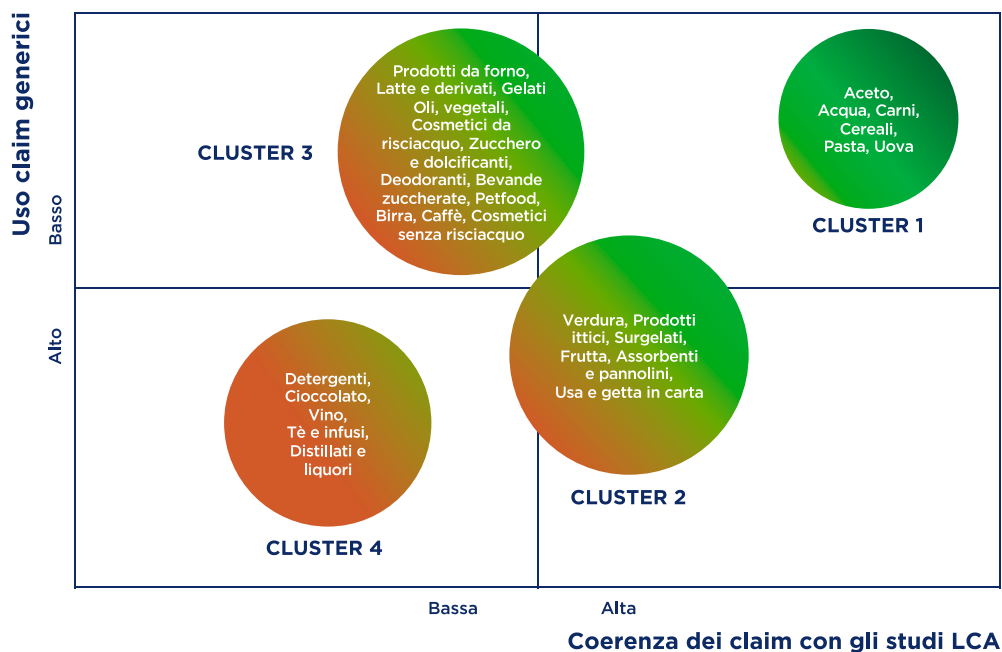 Uso claim generici
Basso
Alto
CLUSTER 3
Prodotti da forno,
Latte e derivati, Gelati
Oli, vegetali,
Cosmetici da
risciacquo, Zucchero
e dolcificanti,
Deodoranti, Bevande
zuccherate, Petfood,
Birra, Caffè, Cosmetici
senza risciacquo
Aceto,
Acqua, Carni,
Cereali,
Pasta, Uova
CLUSTER 1
Detergenti,
Cioccolato,
Vino,
Tè e infusi,
Distillati e
liquori
CLUSTER 4
Verdura, Prodotti
ittici, Surgelati,
Frutta, Assorbenti
e pannolini,
Usa e getta in carta
CLUSTER 2
Bassa
Alta
Coerenza dei claim con gli studi LCA